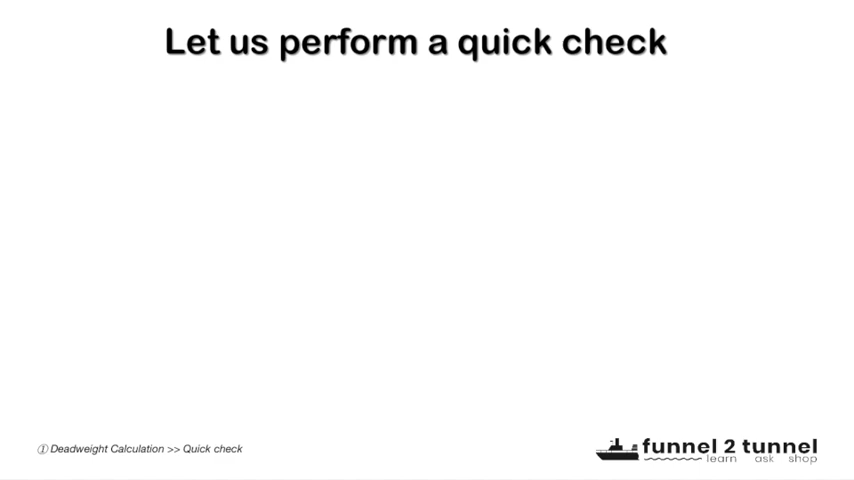 Let us perform a quick check
① Deadweight Calculation >> Quick check
funnel 2 tunnel
learn ask shop